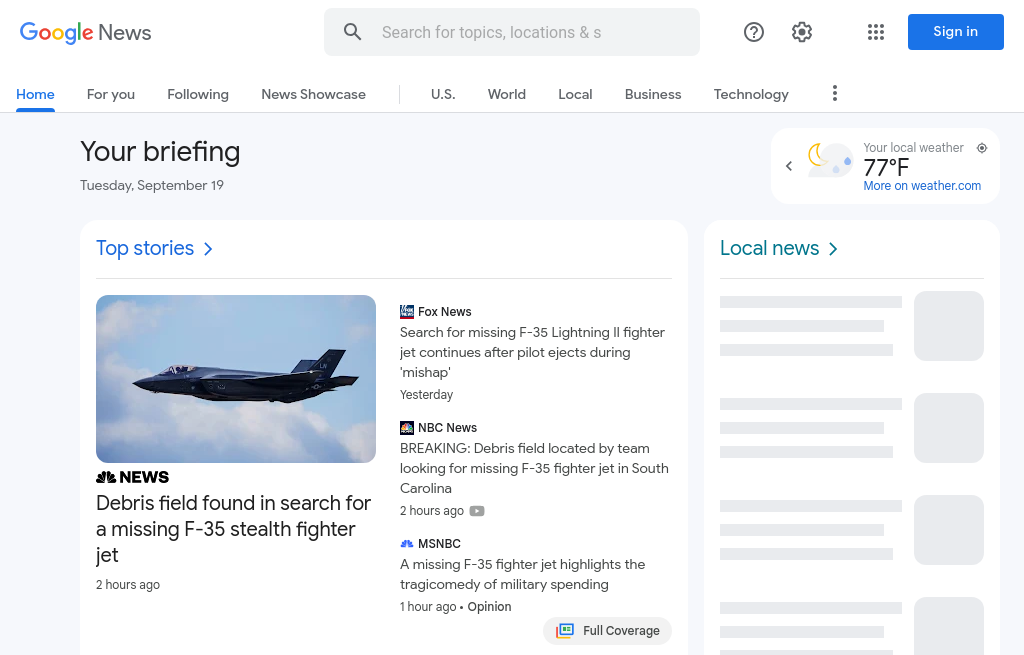 Google News
Search for topics, locations & s
Sign in
Home
For you
Following
News Showcase
U.S.
World
Local
Business
Technology
Your briefing
Tuesday, September 19
Your local weather
77°F
More on weather.com
Top stories
NEWS
Debris field found in search for
a missing F-35 stealth fighter
jet
2 hours ago
Fox News
Search for missing F-35 Lightning II fighter
jet continues after pilot ejects during
'mishap'
Yesterday
NBC News
BREAKING: Debris field located by team
looking for missing F-35 fighter jet in South
Carolina
2 hours ago
MSNBC
A missing F-35 fighter jet highlights the
tragicomedy of military spending
1 hour ago • Opinion
Full Coverage
Local news